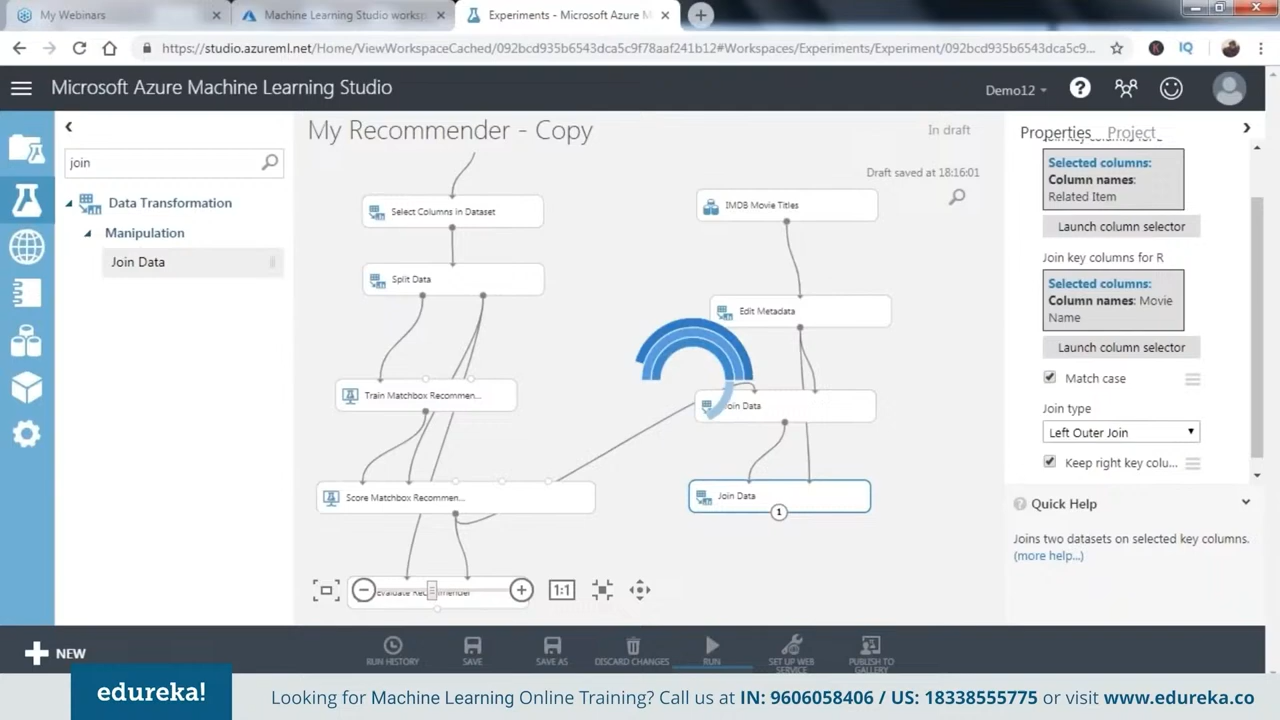 My Webinars
Machine Learning Studio worksp
Experiments - Microsoft Azure M
https://studio.azureml.net/Home/ViewWorkspaceCached/092bcd935b6543dca5c9f78aaf241b12#Workspaces/Experiments/Experiment/092bcd935b6543dca5c9...
Microsoft Azure Machine Learning Studio
Demo12
join
Data Transformation
Manipulation
Join Data
My Recommender - Copy
In draft
Draft saved at 18:16:01
Select Columns in Dataset
IMDB Movie Titles
Split Data
Edit Metadata
Train Matchbox Recommen...
Join Data
Score Matchbox Recommen...
Join Data
1
Evaluate Recommender
1:1
Properties Project
Join key columns for L
Selected columns:
Column names:
Related Item
Launch column selector
Join key columns for R
Selected columns:
Column names: Movie
Name
Launch column selector
Match case
Join type
Left Outer Join
Keep right key colu...
Quick Help
Joins two datasets on selected key columns.
(more help...)
NEW
RUN HISTORY
SAVE
SAVE AS
DISCARD CHANGES
RUN
SET UP WEB
SERVICE
PUBLISH TO
GALLERY
edureka!
Looking for Machine Learning Online Training? Call us at IN: 9606058406 / US: 18338555775 or visit www.edureka.co